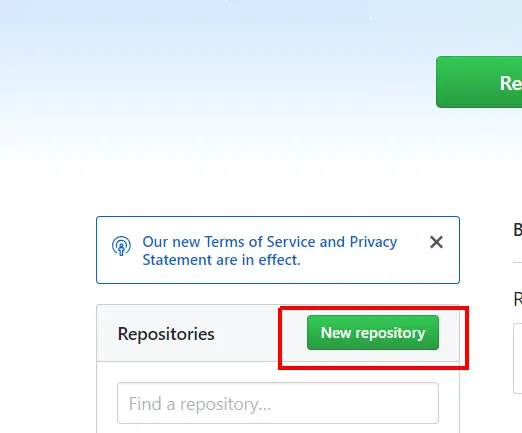 Re
Our new Terms of Service and Privacy
Statement are in effect.
B
Repositories
New repository
R
Find a repository...